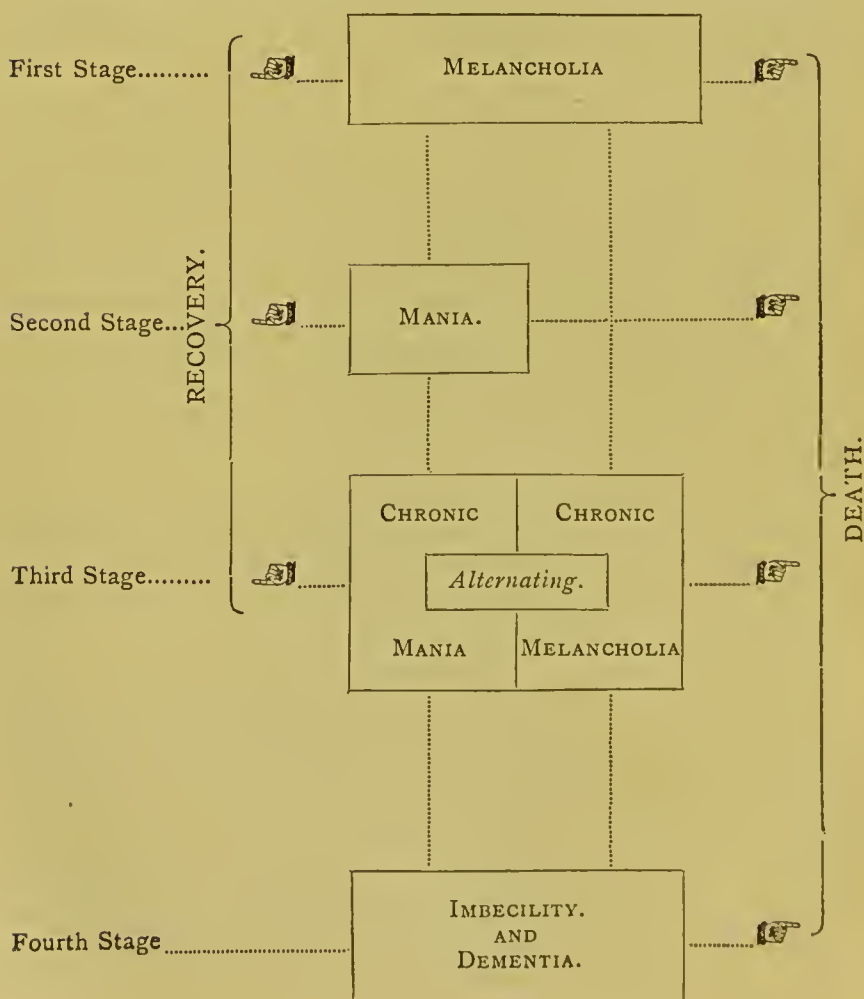 First Stage..........
MELANCHOLIA
RECOVERY.
Second Stage...
MANIA.
DEATH.
Third Stage.........
CHRONIC
CHRONIC
Alternating.
MANIA
MELANCHOLIA
Fourth Stage
IMBECILITY.
AND
DEMENTIA.